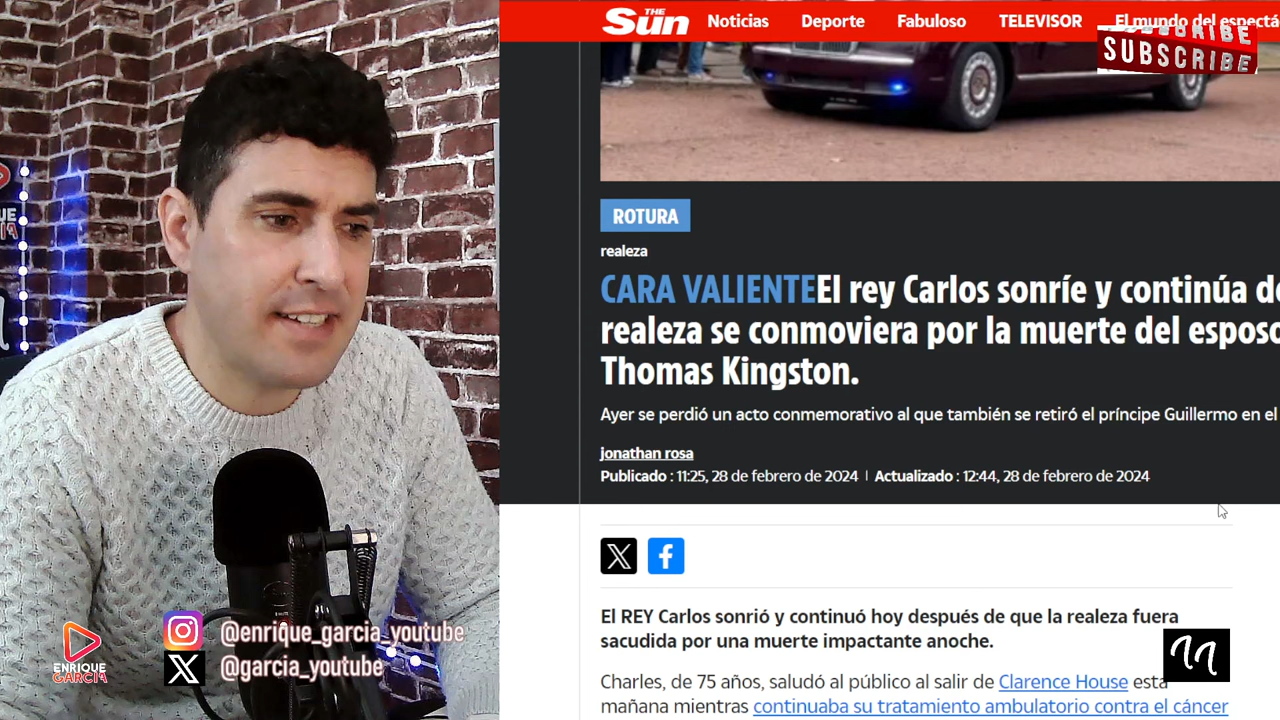 THE
Sun
Noticias
Deporte
Fabuloso
TELEVISOR
El mundo del espectá
SUBSCRIBE
ROTURA
realeza
CARA VALIENTEEl rey Carlos sonríe y continúa
realeza se conmoviera por la muerte del esposo
Thomas Kingston.
Ayer se perdió un acto conmemorativo al que también se retiró el príncipe Guillermo en el
jonathan rosa
Publicado : 11:25, 28 de febrero de 2024 | Actualizado : 12:44, 28 de febrero de 2024
El REY Carlos sonrió y continuó hoy después de que la realeza fuera
sacudida por una muerte impactante anoche.
Charles, de 75 años, saludó al público al salir de Clarence House esta
mañana mientras continuaba su tratamiento ambulatorio contra el cáncer
@enrique_garcia_youtube
@garcia_youtube
ENRIQUE
GARCIA